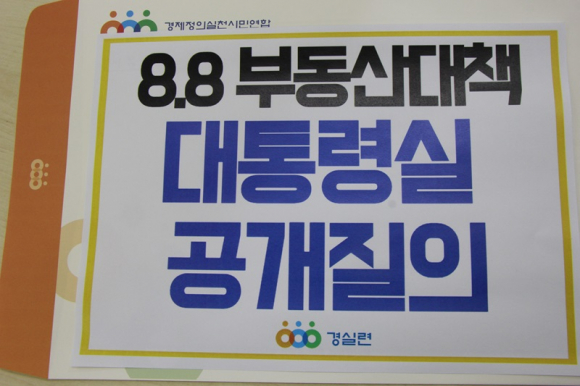 경제정의실천시민연합
8.8 부동산대책
대통령실
공개질의
경실련